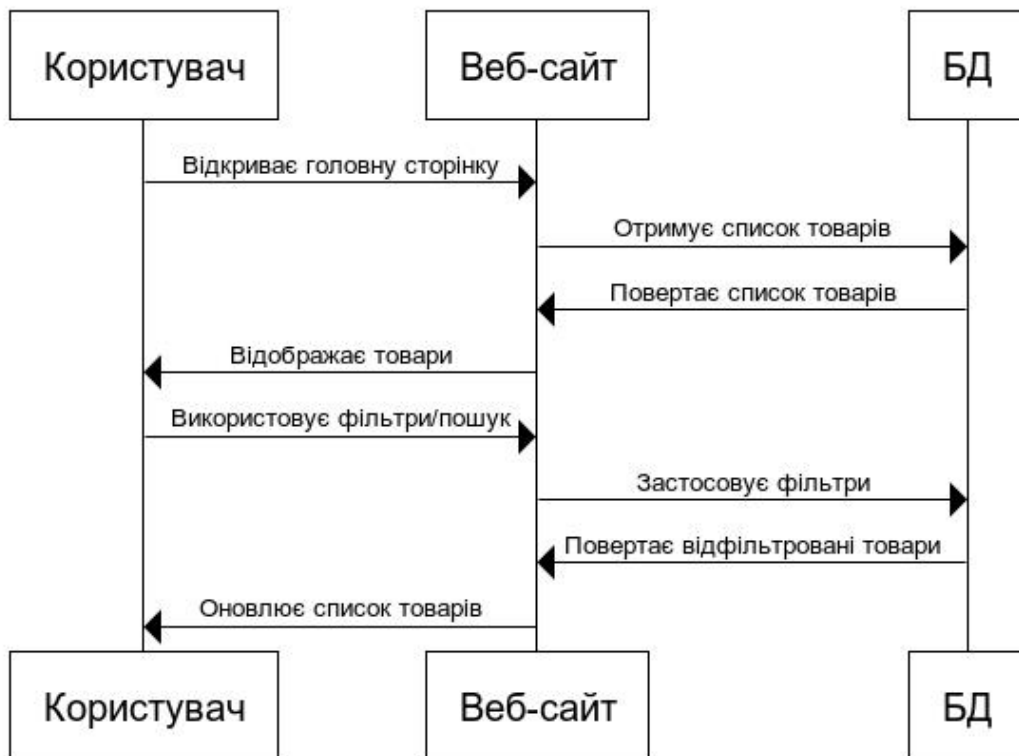 Користувач
Веб-сайт
БД
Відкриває головну сторінку
Отримує список товарів
Повертає список товарів
Відображає товари
Використовує фільтри/пошук
Застосовує фільтри
Повертає відфільтровані товари
Оновлює список товарів
Користувач
Веб-сайт
БД